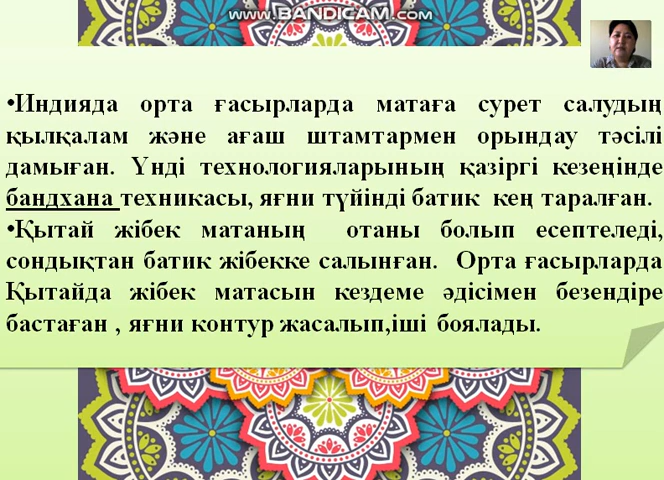 www.BANDICAM.com
•Индияда орта ғасырларда матаға сурет салудың
қылқалам және ағаш штамтармен орындау тәсілі
дамыған. Үнді технологияларының қазіргі кезеңінде
бандхана техникасы, яғни түйінді батик кең таралған.
•Қытай жібек матаның отаны болып есептеледі,
сондықтан батик жібекке салынған. Орта ғасырларда
Қытайда жібек матасын кездеме әдісімен безендіре
бастаған , яғни контур жасалып,іші боялады.